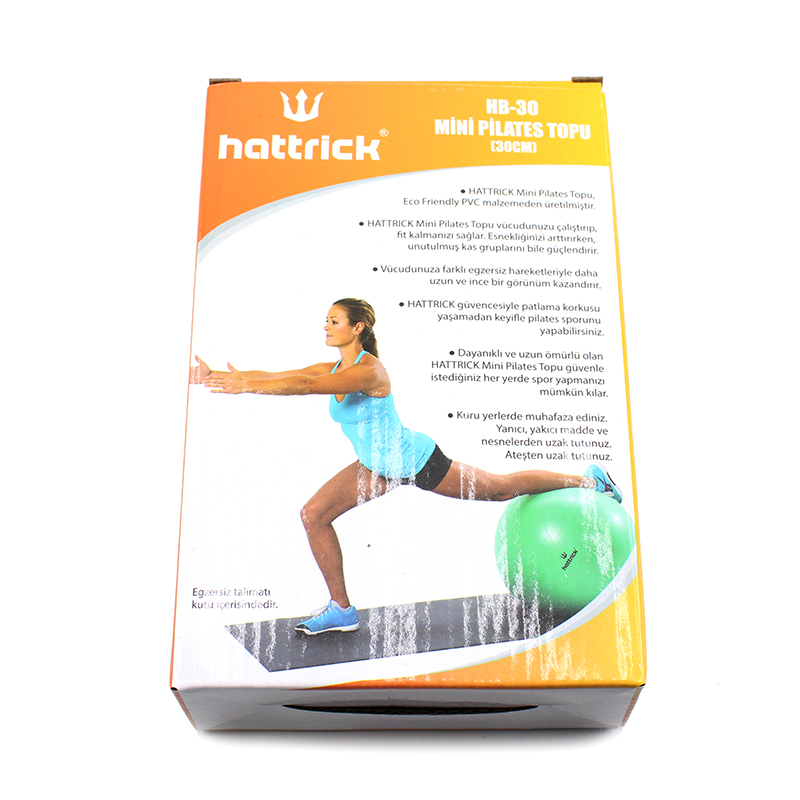 hattrick®
HB-30
MİNİ PİLATES TOPU
(30CM)
• HATTRICK Mini Pilates Topu,
Eco Friendly PVC malzemeden üretilmiştir.
• HATTRICK Mini Pilates Topu vücudunuzu çalıştırıp,
fit kalmanızı sağlar. Esnekliğinizi arttırırken,
unutulmuş kas gruplarını bile güçlendirir.
• Vücudunuza farklı egzersiz hareketleriyle daha
uzun ve ince bir görünüm kazandırır.
• HATTRICK güvencesiyle patlama korkusu
yaşamadan keyifle pilates sporunu
yapabilirsiniz.
• Dayanıklı ve uzun ömürlü olan
HATTRICK Mini Pilates Topu güvenle
istediğiniz her yerde spor yapmanızı
mümkün kılar.
• Kuru yerlerde muhafaza ediniz.
Yanıcı, yakıcı madde ve
nesnelerden uzak tutunuz.
Ateşten uzak tutunuz.
hattrick
Egzersiz talimatı
kutu içerisindedir.